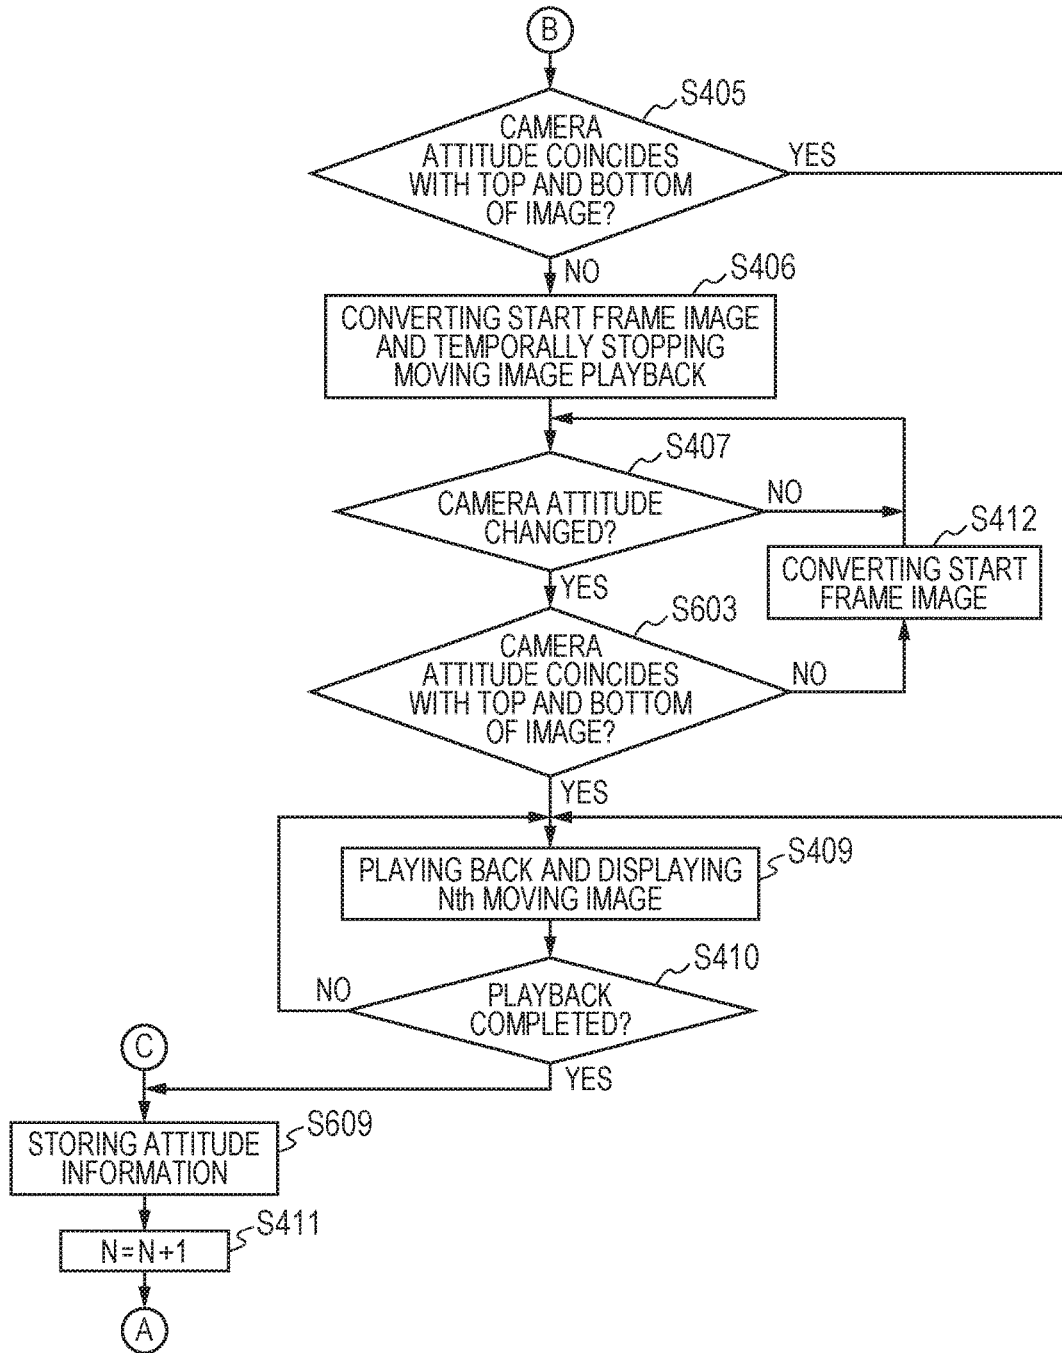 B
S405
CAMERA
ATTITUDE COINCIDES
WITH TOP AND BOTTOM
OF IMAGE?
YES
NO
S406
CONVERTING START FRAME IMAGE
AND TEMPORALLY STOPPING
MOVING IMAGE PLAYBACK
S407
CAMERA ATTITUDE
CHANGED?
NO
YES
S412
CONVERTING START
FRAME IMAGE
S603
CAMERA
ATTITUDE COINCIDES
WITH TOP AND BOTTOM
OF IMAGE?
NO
YES
S409
PLAYING BACK AND DISPLAYING
Nth MOVING IMAGE
S410
PLAYBACK
COMPLETED?
NO
YES
C
S609
STORING ATTITUDE
INFORMATION
S411
N=N+1
A